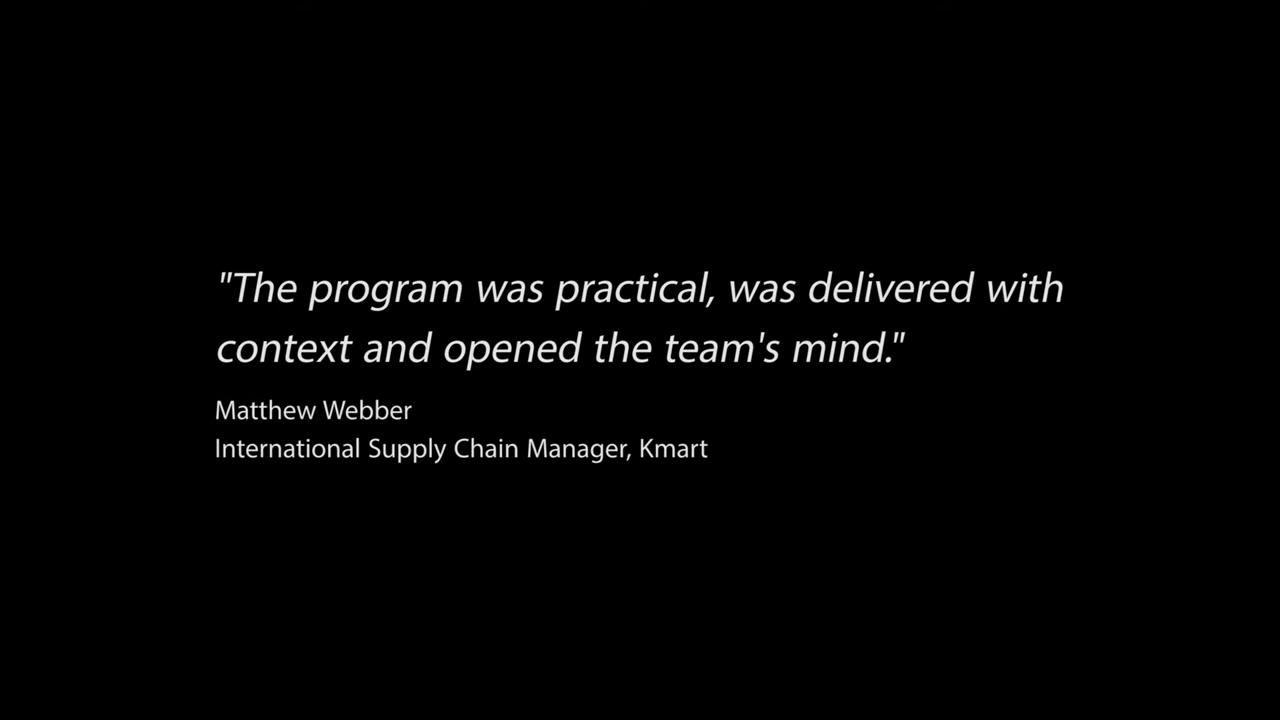 "The program was practical, was delivered with
context and opened the team's mind."
Matthew Webber
International Supply Chain Manager, Kmart